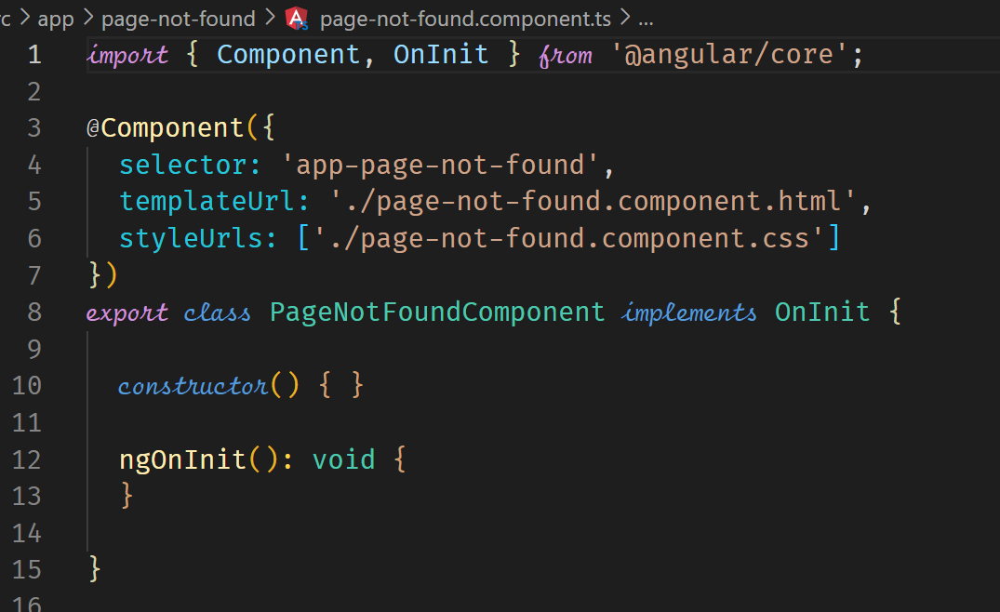 rc > app > page-not-found > page-not-found.component.ts > ...
1 import { Component, OnInit } from '@angular/core';
2
3 @Component({
4 selector: 'app-page-not-found',
5 templateUrl: './page-not-found.component.html',
6 styleUrls: ['./page-not-found.component.css']
7 })
8 export class PageNotFoundComponent implements OnInit {
9
10 constructor() { }
11
12 ngOnInit(): void {
13 }
14
15 }
16